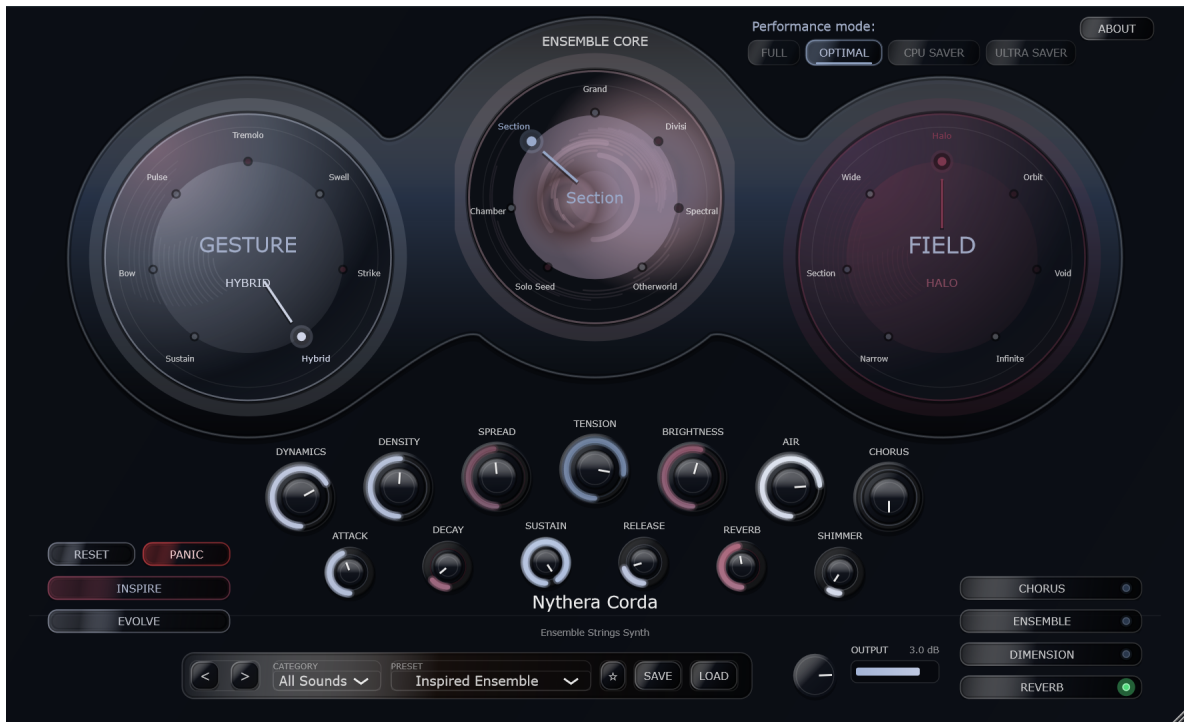 Performance mode:
ABOUT
FULL
OPTIMAL
CPU SAVER
ULTRA SAVER
ENSEMBLE CORE
Grand
Section
Divisi
Chamber
Section
Spectral
Solo Seed
Otherworld
Tremolo
Pulse
Swell
GESTURE
Bow
HYBRID
Strike
Sustain
Hybrid
Halo
Wide
Orbit
FIELD
Section
HALO
Void
Narrow
Infinite
DYNAMICS
DENSITY
SPREAD
TENSION
BRIGHTNESS
AIR
CHORUS
ATTACK
DECAY
SUSTAIN
RELEASE
REVERB
SHIMMER
RESET
PANIC
INSPIRE
EVOLVE
Nythera Corda
Ensemble Strings Synth
CHORUS
ENSEMBLE
DIMENSION
REVERB
<
>
CATEGORY
All Sounds
PRESET
Inspired Ensemble
☆
SAVE
LOAD
OUTPUT
3.0 dB